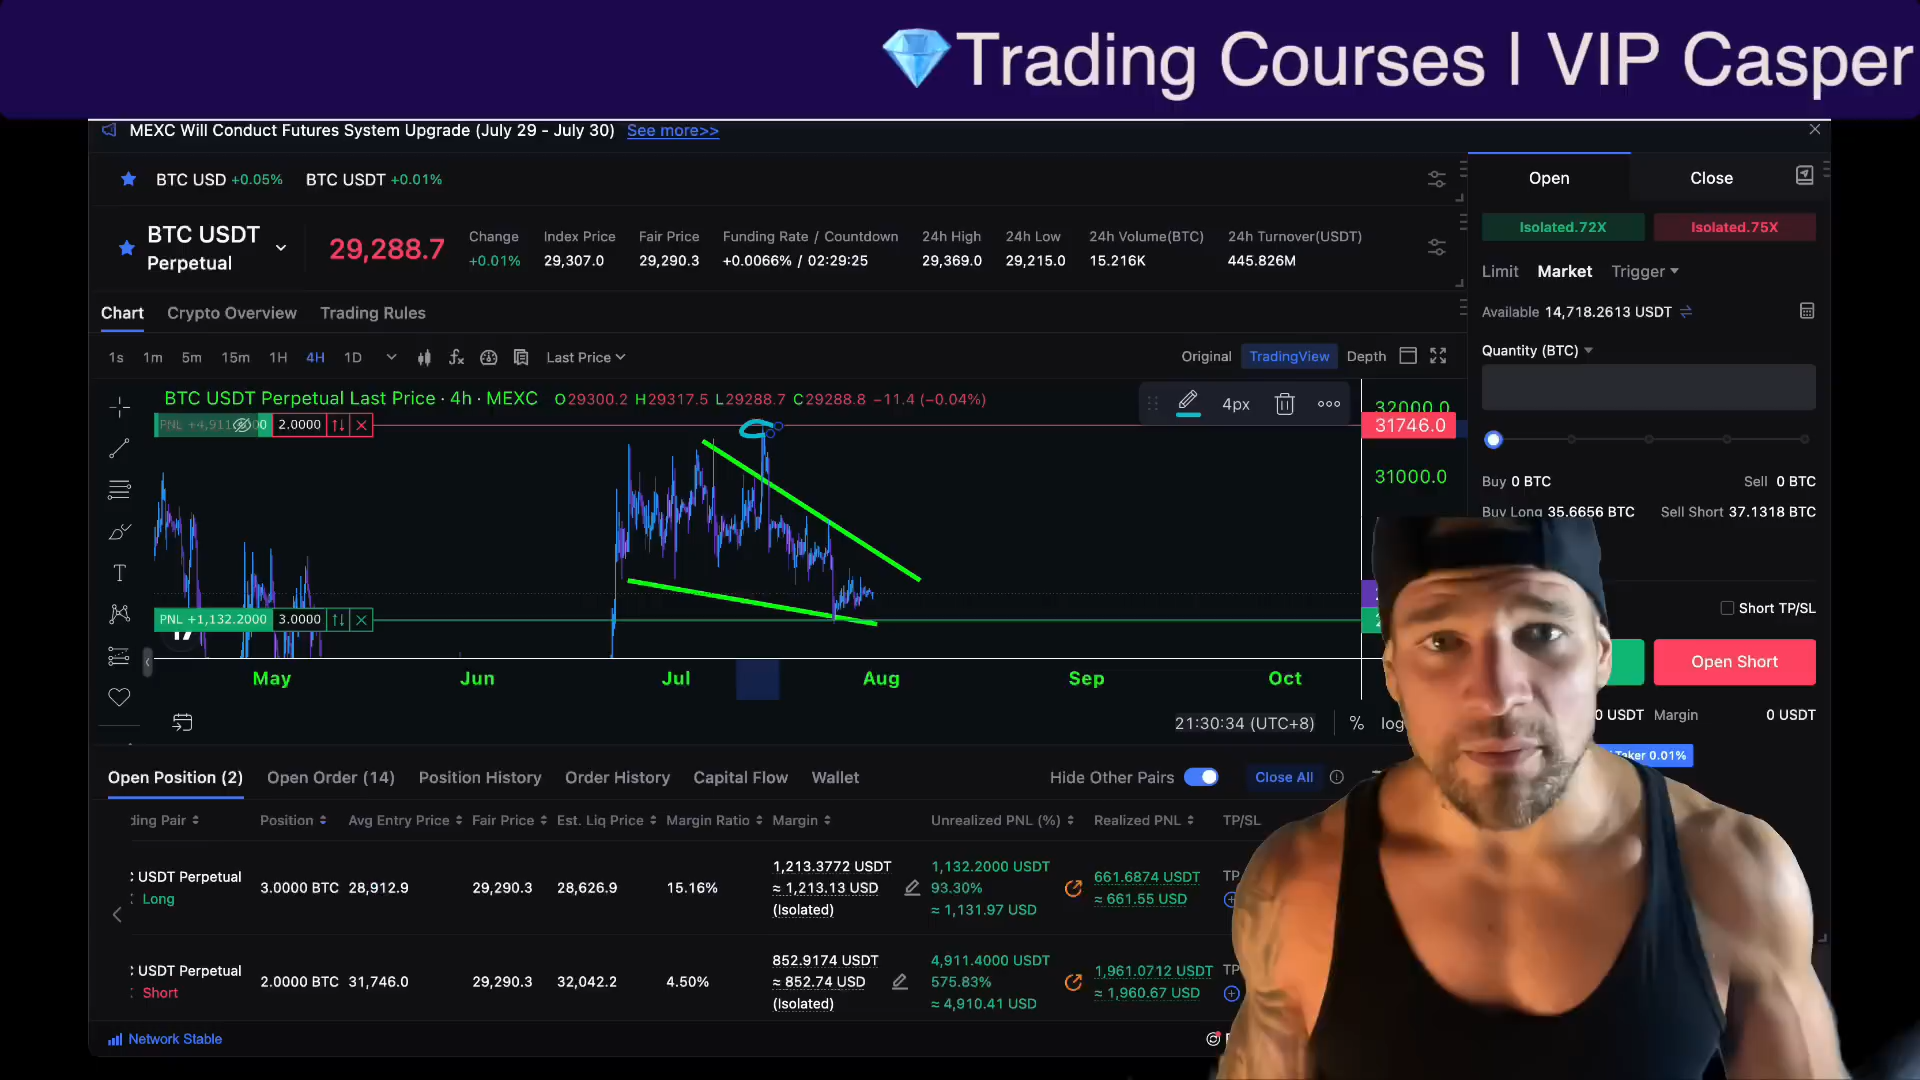 💎Trading Courses | VIP Casper
MEXC Will Conduct Futures System Upgrade (July 29 - July 30) See more>>
BTC USD +0.05% BTC USDT +0.01%
Open Close
BTC USDT
Perpetual
29,288.7
Change Index Price Fair Price Funding Rate / Countdown 24h High 24h Low 24h Volume(BTC) 24h Turnover(USDT)
+0.01% 29,307.0 29,290.3 +0.0066% / 02:29:25 29,369.0 29,215.0 15.216K 445.826M
Isolated.72X Isolated.75X
Limit Market Trigger
Available 14,718.2613 USDT
Chart Crypto Overview Trading Rules
1s 1m 5m 15m 1H 4H 1D Last Price Original TradingView Depth
Quantity (BTC)
BTC USDT Perpetual Last Price · 4h · MEXC O29300.2 H29317.5 L29288.7 C29288.8 −11.4 (−0.04%)
4px
32000.0
PNL +4,911 00 2.0000
31746.0
31000.0
Buy 0 BTC Sell 0 BTC
Buy Long 35.6656 BTC Sell Short 37.1318 BTC
Short TP/SL
PNL +1,132.2000 3.0000
Open Short
May Jun Jul Aug Sep Oct
0 USDT Margin 0 USDT
21:30:34 (UTC+8) % log
Taker 0.01%
Open Position (2) Open Order (14) Position History Order History Capital Flow Wallet Hide Other Pairs Close All
ding Pair Position Avg Entry Price Fair Price Est. Liq Price Margin Ratio Margin Unrealized PNL (%) Realized PNL TP/SL
USDT Perpetual
Long
3.0000 BTC 28,912.9 29,290.3 28,626.9 15.16%
1,213.3772 USDT
≈ 1,213.13 USD
(Isolated)
1,132.2000 USDT
93.30%
≈ 1,131.97 USD
661.6874 USDT
≈ 661.55 USD
TP
USDT Perpetual
Short
2.0000 BTC 31,746.0 29,290.3 32,042.2 4.50%
852.9174 USDT
≈ 852.74 USD
(Isolated)
4,911.4000 USDT
575.83%
≈ 4,910.41 USD
1,961.0712 USDT
≈ 1,960.67 USD
TP
Network Stable